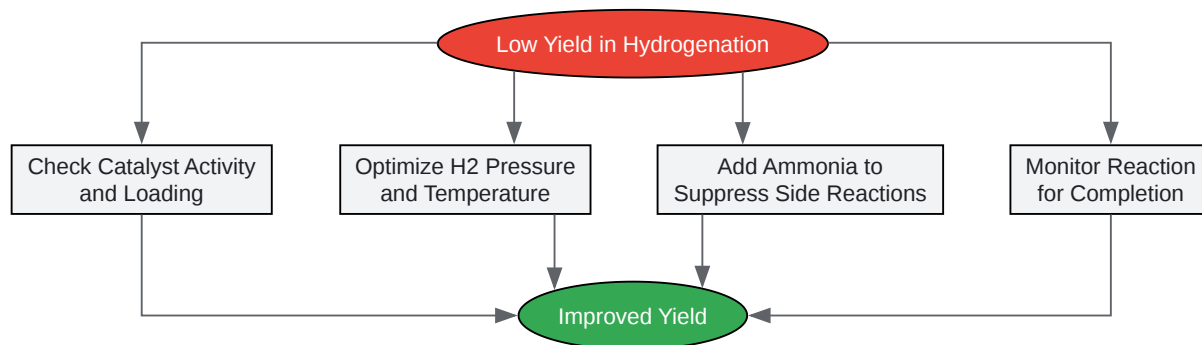 Low Yield in Hydrogenation
Check Catalyst Activity
and Loading
Optimize H2 Pressure
and Temperature
Add Ammonia to
Suppress Side Reactions
Monitor Reaction
for Completion
Improved Yield